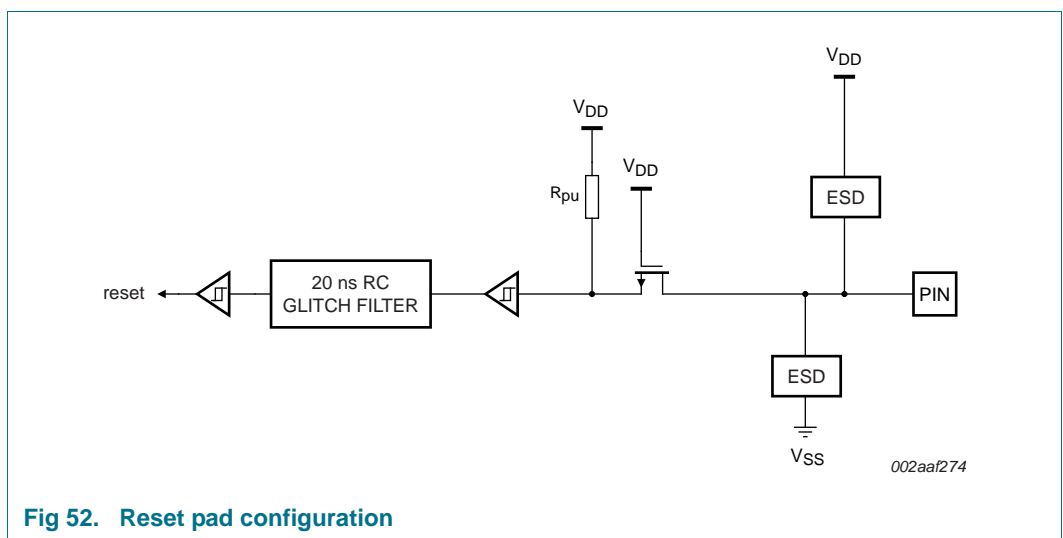 VDD
VDD
VDD
Rpu
ESD
reset
20 ns RC
GLITCH FILTER
PIN
ESD
VSS
002aaf274
Fig 52. Reset pad configuration